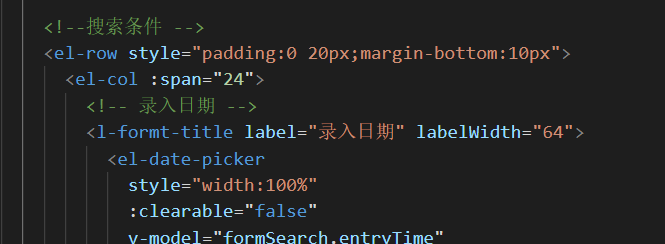 <!--搜索条件 -->
<el-row style="padding:0 20px;margin-bottom:10px">
<el-col :span="24">
<!-- 录入日期 -->
<l-formt-title label="录入日期" labelWidth="64">
<el-date-picker
style="width:100%"
:clearable="false"
v-model="formSearch.entryTime"